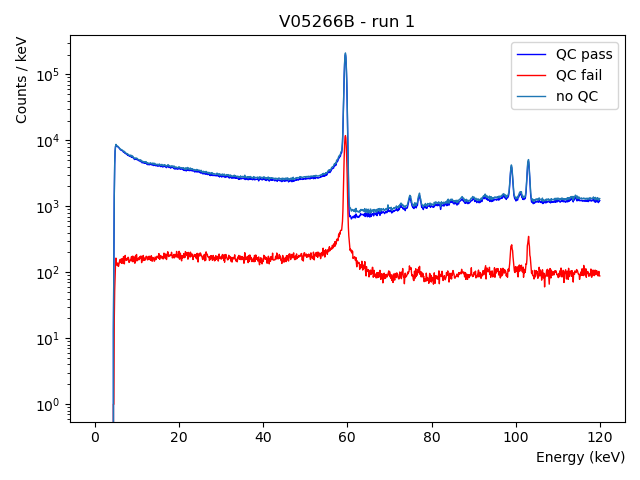 V05266B - run 1
Counts / keV
QC pass
QC fail
no QC
10^5
10^4
10^3
10^2
10^1
10^0
0 20 40 60 80 100 120
Energy (keV)